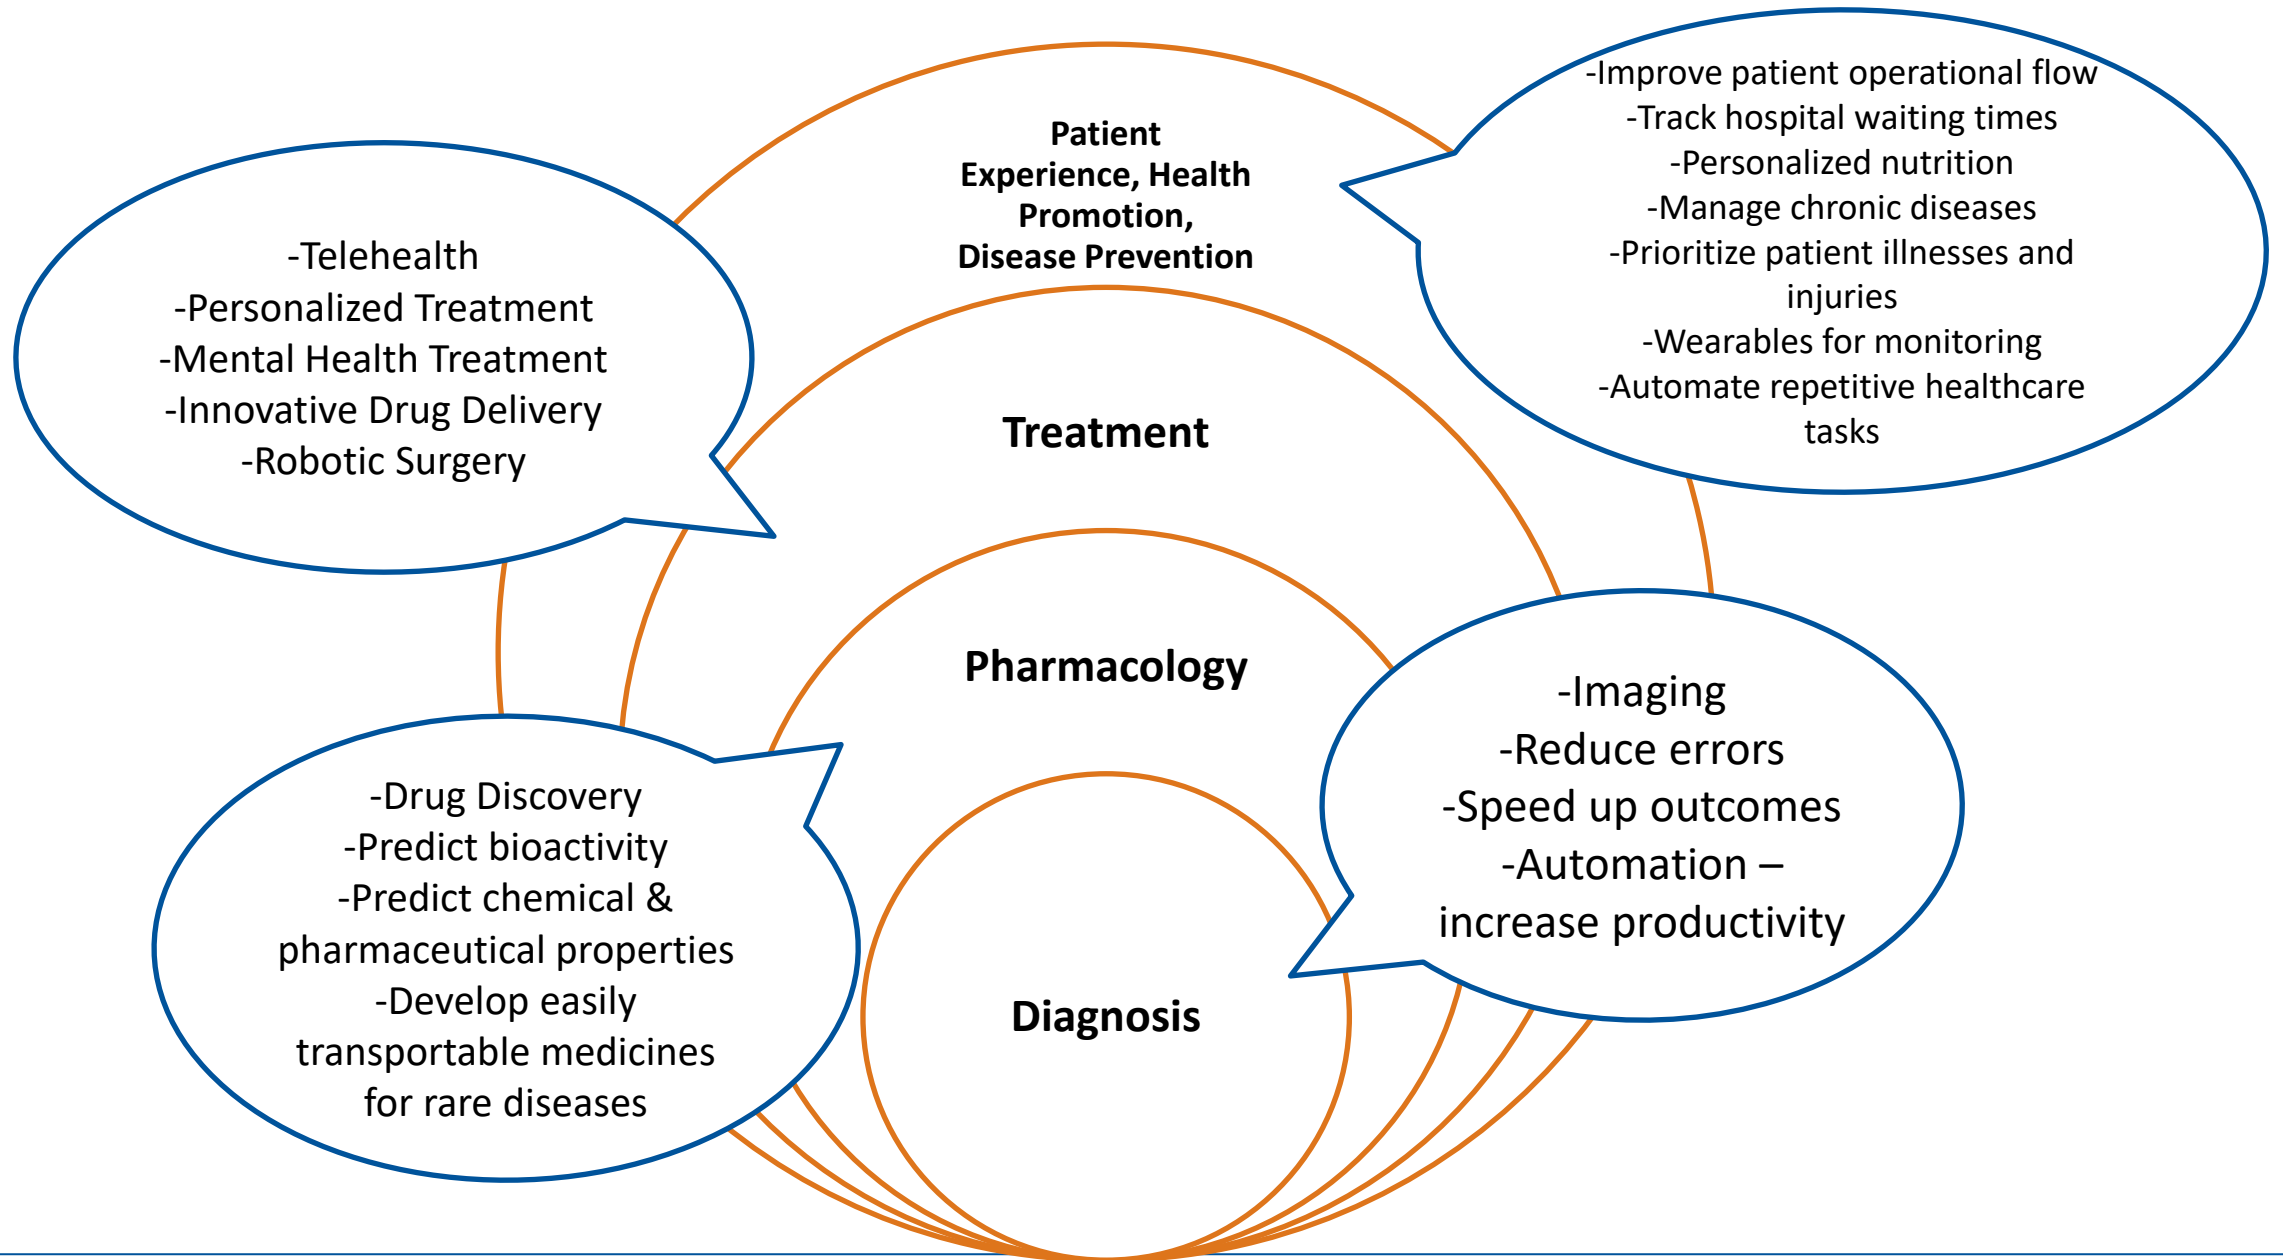 Patient
Experience, Health
Promotion,
Disease Prevention
-Improve patient operational flow
-Track hospital waiting times
-Personalized nutrition
-Manage chronic diseases
-Prioritize patient illnesses and
injuries
-Wearables for monitoring
-Automate repetitive healthcare
tasks
-Telehealth
-Personalized Treatment
-Mental Health Treatment
-Innovative Drug Delivery
-Robotic Surgery
Treatment
Pharmacology
-Imaging
-Reduce errors
-Speed up outcomes
-Automation –
increase productivity
-Drug Discovery
-Predict bioactivity
-Predict chemical &
pharmaceutical properties
-Develop easily
transportable medicines
for rare diseases
Diagnosis